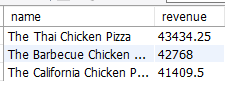 name revenue
The Thai Chicken Pizza 43434.25
The Barbecue Chicken ... 42768
The California Chicken P... 41409.5